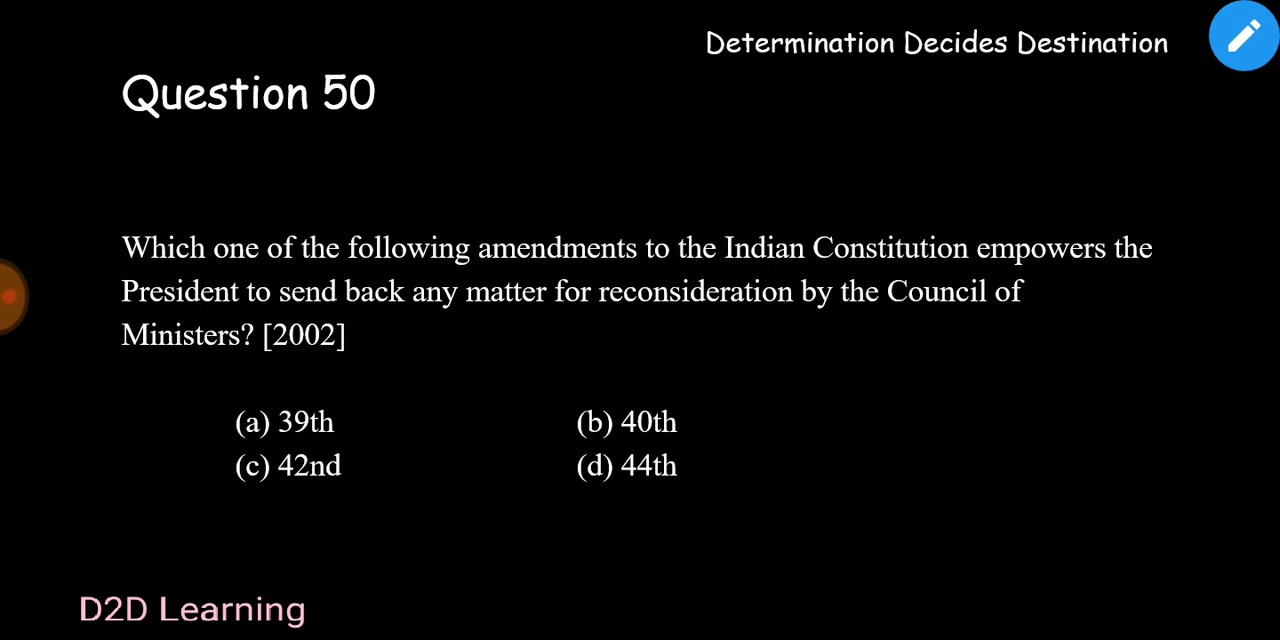 Determination Decides Destination
Question 50
Which one of the following amendments to the Indian Constitution empowers the
President to send back any matter for reconsideration by the Council of
Ministers? [2002]
(a) 39th (b) 40th
(c) 42nd (d) 44th
D2D Learning